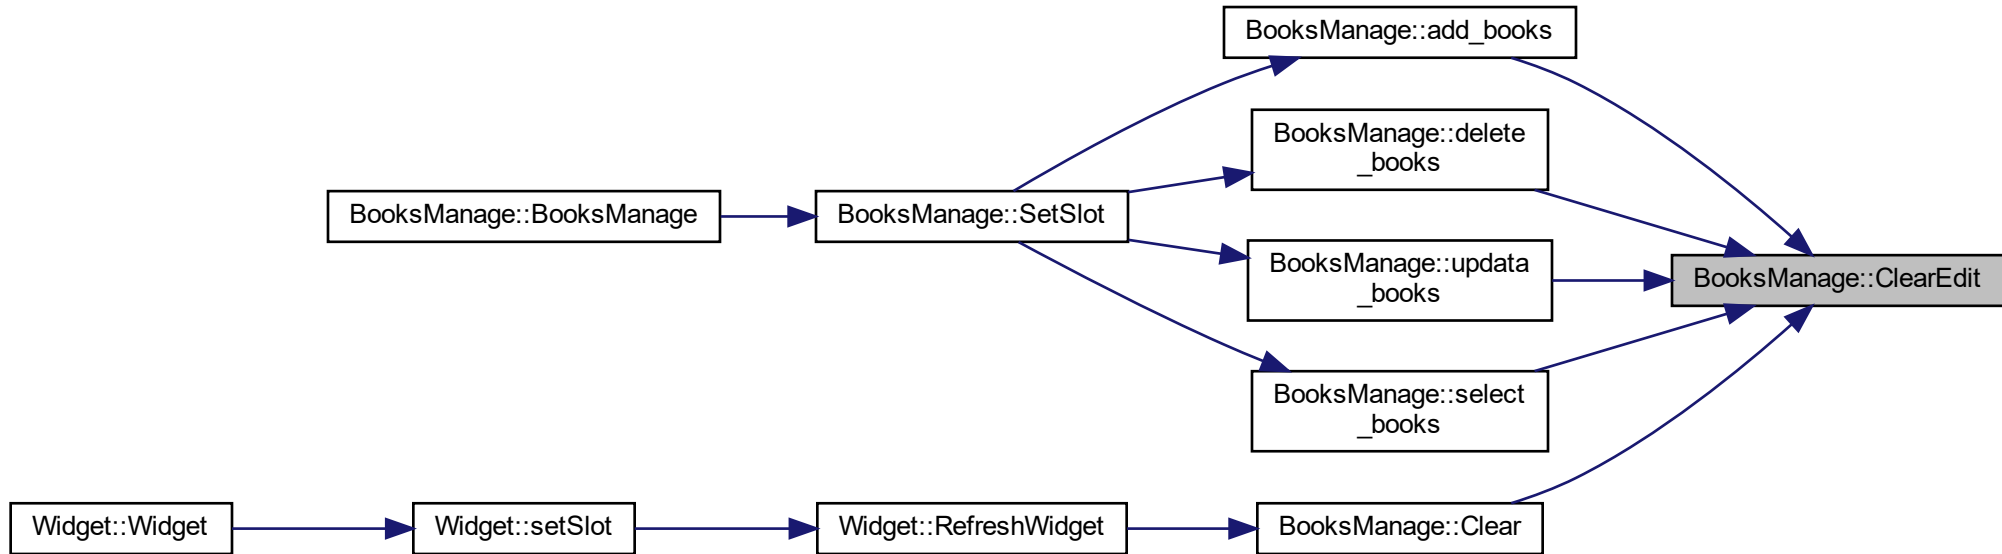 BooksManage::add_books
BooksManage::delete
_books
BooksManage::BooksManage
BooksManage::SetSlot
BooksManage::updata
_books
BooksManage::ClearEdit
BooksManage::select
_books
Widget::Widget
Widget::setSlot
Widget::RefreshWidget
BooksManage::Clear